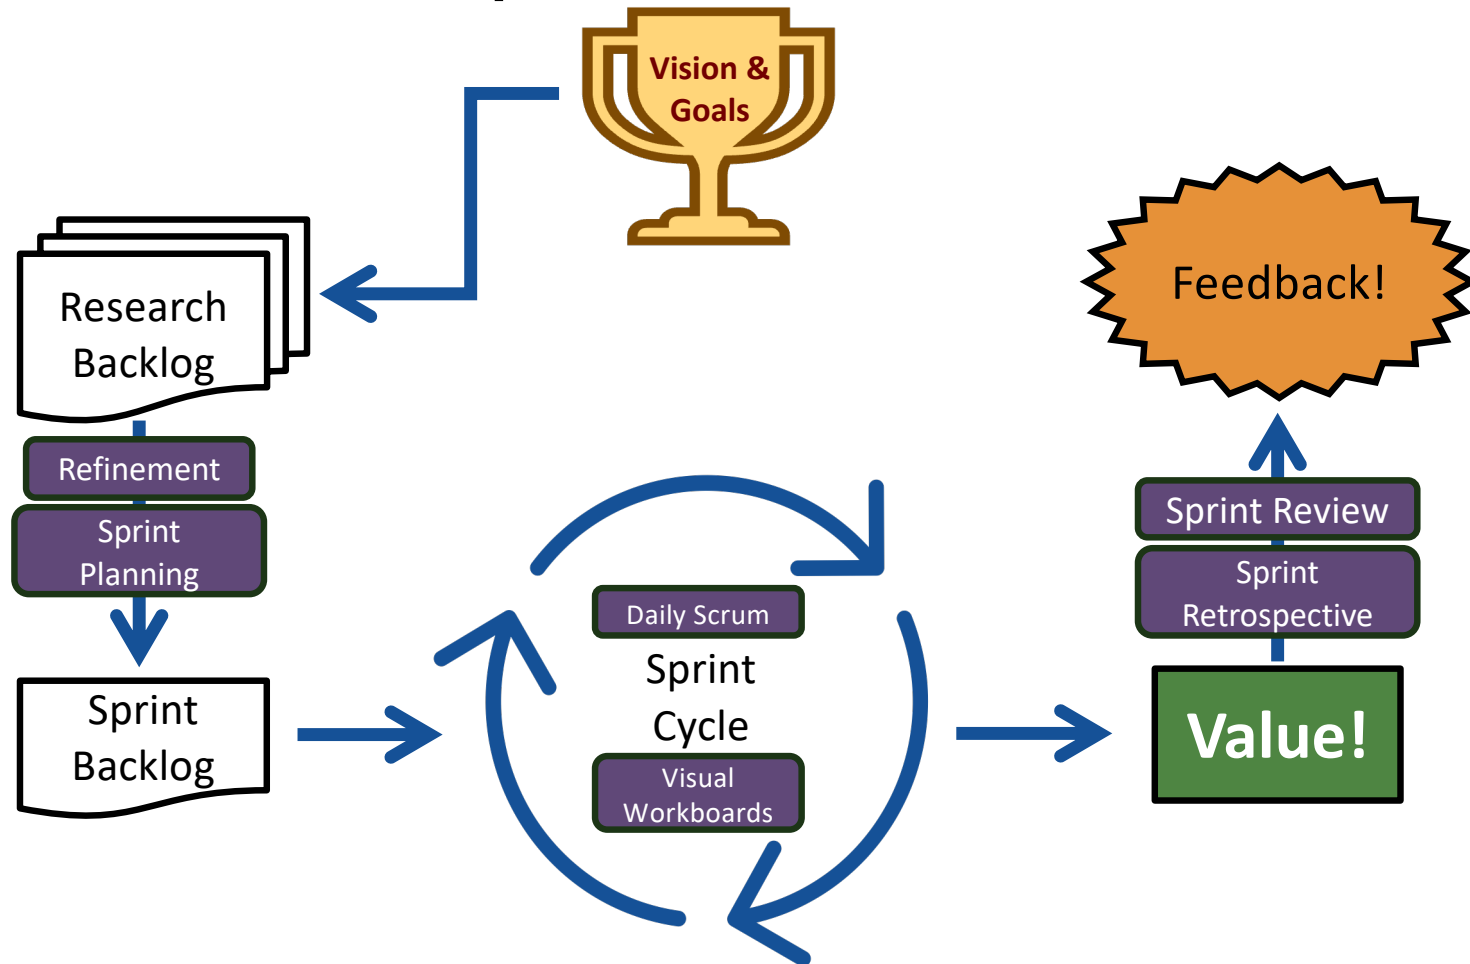 Vision &
Goals
Research
Backlog
Feedback!
Refinement
Sprint
Planning
Sprint Review
Sprint
Retrospective
Daily Scrum
Sprint
Cycle
Visual
Workboards
Sprint
Backlog
Value!